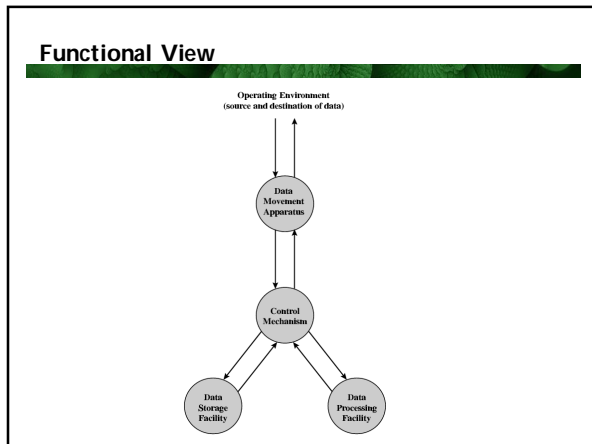 Functional View
Operating Environment
(source and destination of data)
Data
Movement
Apparatus
Control
Mechanism
Data
Storage
Facility
Data
Processing
Facility